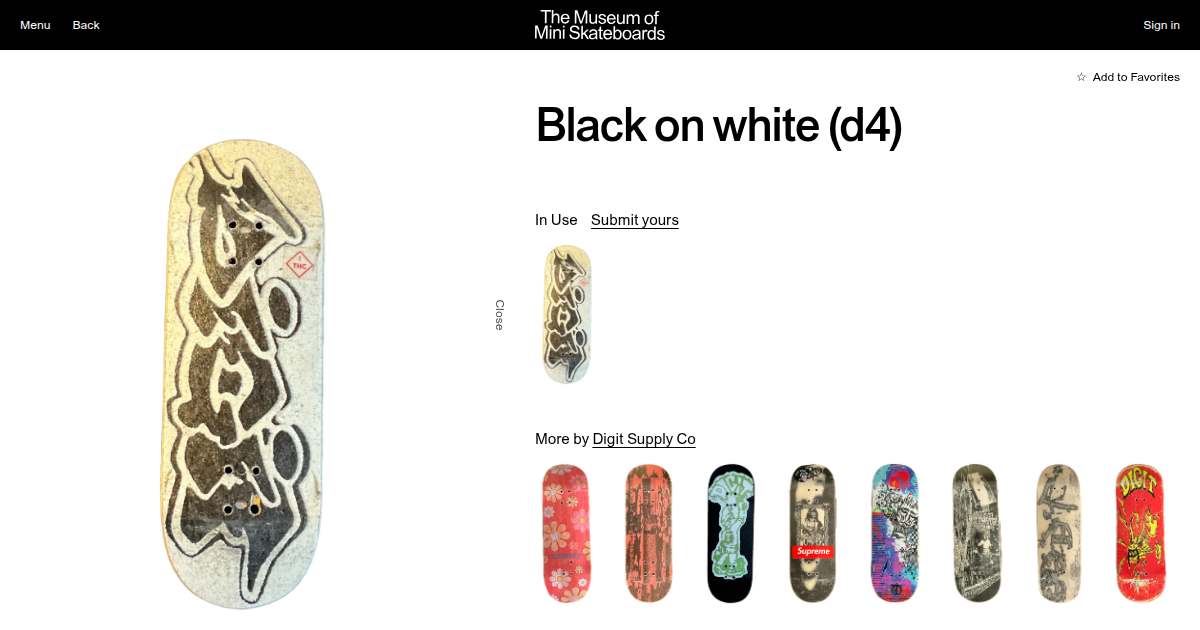 Menu
Back
The Museum of
Mini Skateboards
Sign in
☆ Add to Favorites
Black on white (d4)
In Use
Submit yours
THC
Close
More by Digit Supply Co
Supreme
DIGIT